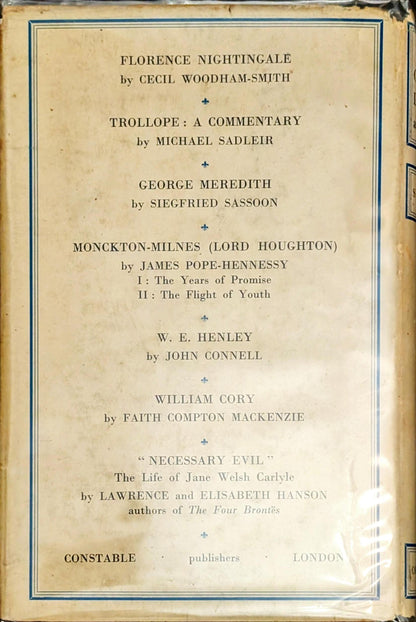 FLORENCE NIGHTINGALE
by CECIL WOODHAM-SMITH
TROLLOPE : A COMMENTARY
by MICHAEL SADLEIR
GEORGE MEREDITH
by SIEGFRIED SASSOON
MONCKTON-MILNES (LORD HOUGHTON)
by JAMES POPE-HENNESSY
I : The Years of Promise
II : The Flight of Youth
W. E. HENLEY
by JOHN CONNELL
WILLIAM CORY
by FAITH COMPTON MACKENZIE
“ NECESSARY EVIL ”
The Life of Jane Welsh Carlyle
by LAWRENCE and ELISABETH HANSON
authors of The Four Brontës
CONSTABLE · publishers · LONDON